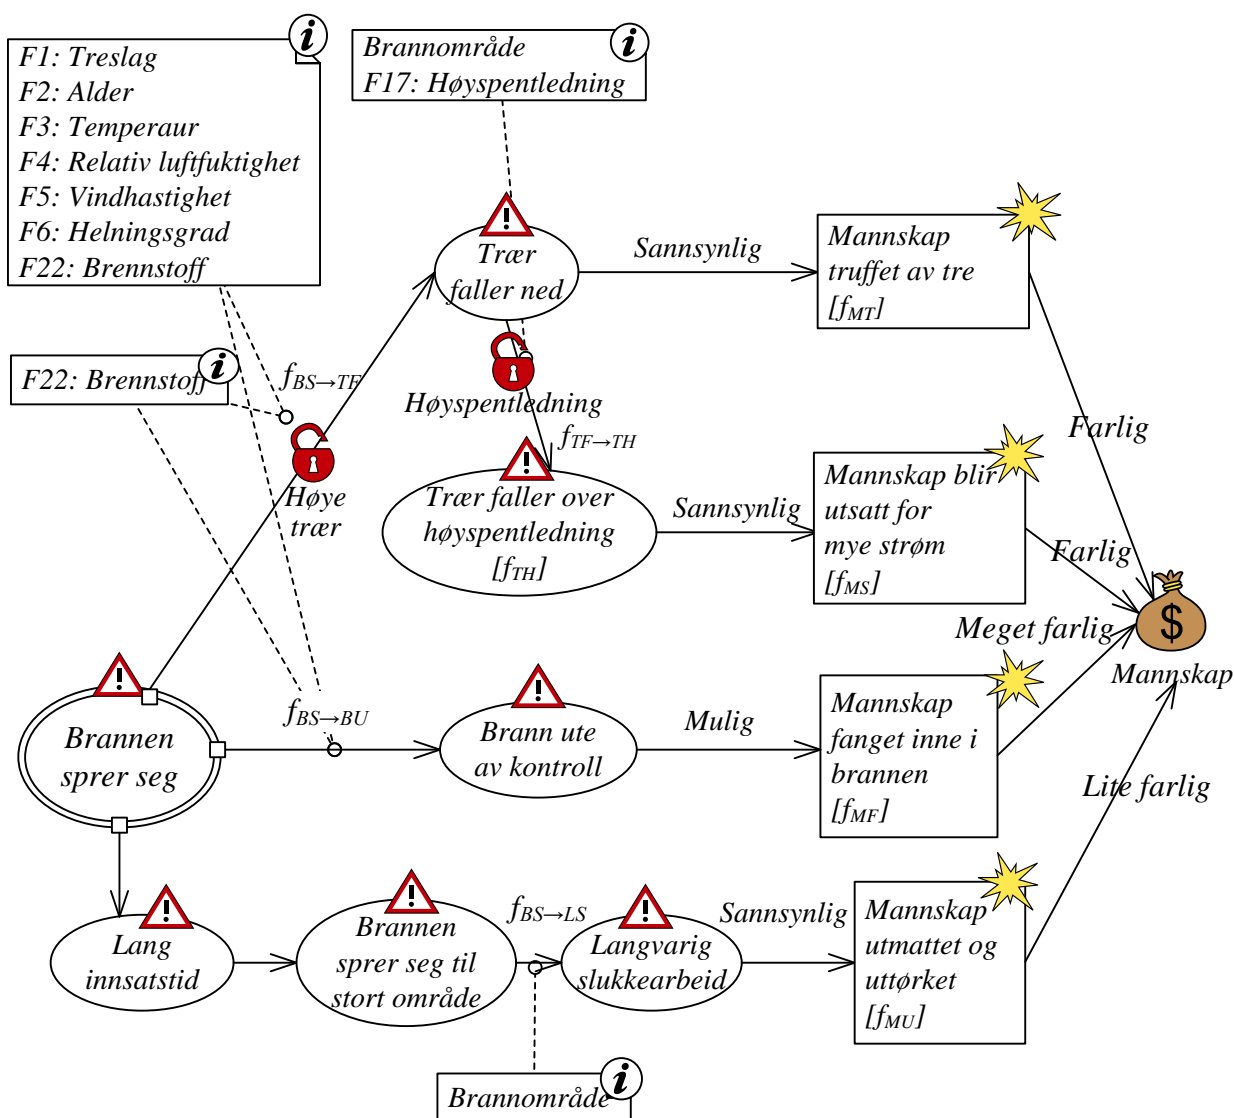 F1: Treslag
F2: Alder
F3: Temperaur
F4: Relativ luftfuktighet
F5: Vindhastighet
F6: Helningsgrad
F22: Brennstoff
i
Brannområde
F17: Høyspentledning
i
Trær
faller ned
Sannsynlig
Mannskap
truffet av tre
[fMT]
F22: Brennstoff
i
fBS→TF
Høye
trær
Høyspentledning
fTF→TH
Farlig
Trær faller over
høyspentledning
[fTH]
Sannsynlig
Mannskap blir
utsatt for
mye strøm
[fMS]
Farlig
$
Mannskap
Meget farlig
Brannen
sprer seg
fBS→BU
Brann ute
av kontroll
Mulig
Mannskap
fanget inne i
brannen
[fMF]
Lite farlig
Lang
innsatstid
Brannen
sprer seg til
stort område
fBS→LS
Langvarig
slukkearbeid
Sannsynlig
Mannskap
utmattet og
uttørket
[fMU]
Brannområde
i